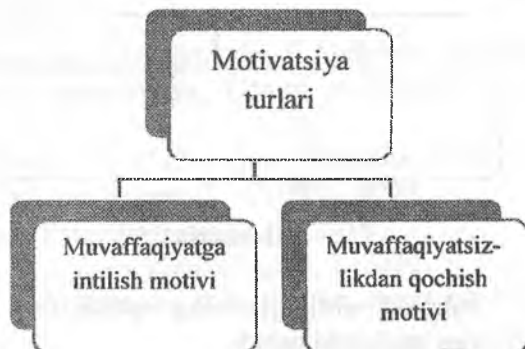 Motivatsiya
turlari
Muvaffaqiyatga
intilish motivi
Muvaffaqiyatsiz-
likdan qochish
motivi